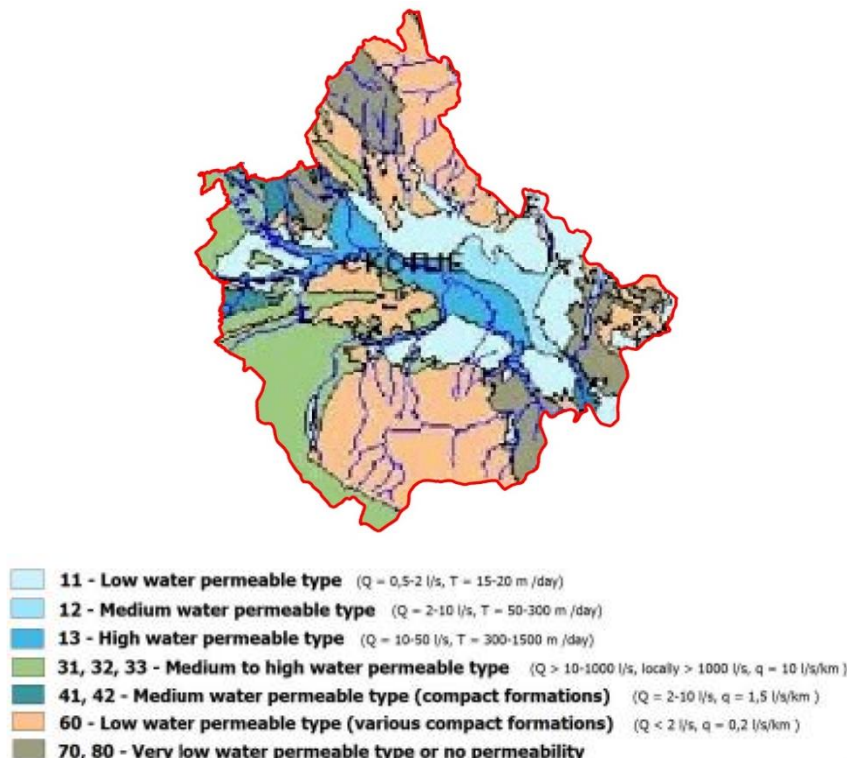 СКОПЈЕ
11 - Low water permeable type (Q = 0,5-2 l/s, T = 15-20 m /day)
12 - Medium water permeable type (Q = 2-10 l/s, T = 50-300 m /day)
13 - High water permeable type (Q = 10-50 l/s, T = 300-1500 m /day)
31, 32, 33 - Medium to high water permeable type (Q > 10-1000 l/s, locally > 1000 l/s, q = 10 l/s/km )
41, 42 - Medium water permeable type (compact formations) (Q = 2-10 l/s, q = 1,5 l/s/km )
60 - Low water permeable type (various compact formations) (Q < 2 l/s, q = 0,2 l/s/km )
70, 80 - Very low water permeable type or no permeability